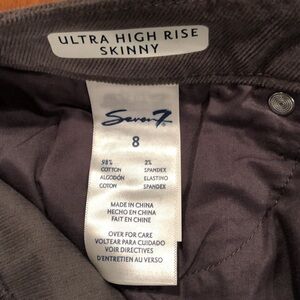 ULTRA HIGH RISE
SKINNY
Seven7
8
98% 2%
COTTON SPANDEX
ALGODÓN ELASTINO
COTON SPANDEX
MADE IN CHINA
HECHO EN CHINA
FAIT EN CHINE
OVER FOR CARE
VOLTEAR PARA CUIDADO
VOIR DIRECTIVES
D'ENTRETIEN AU VERSO